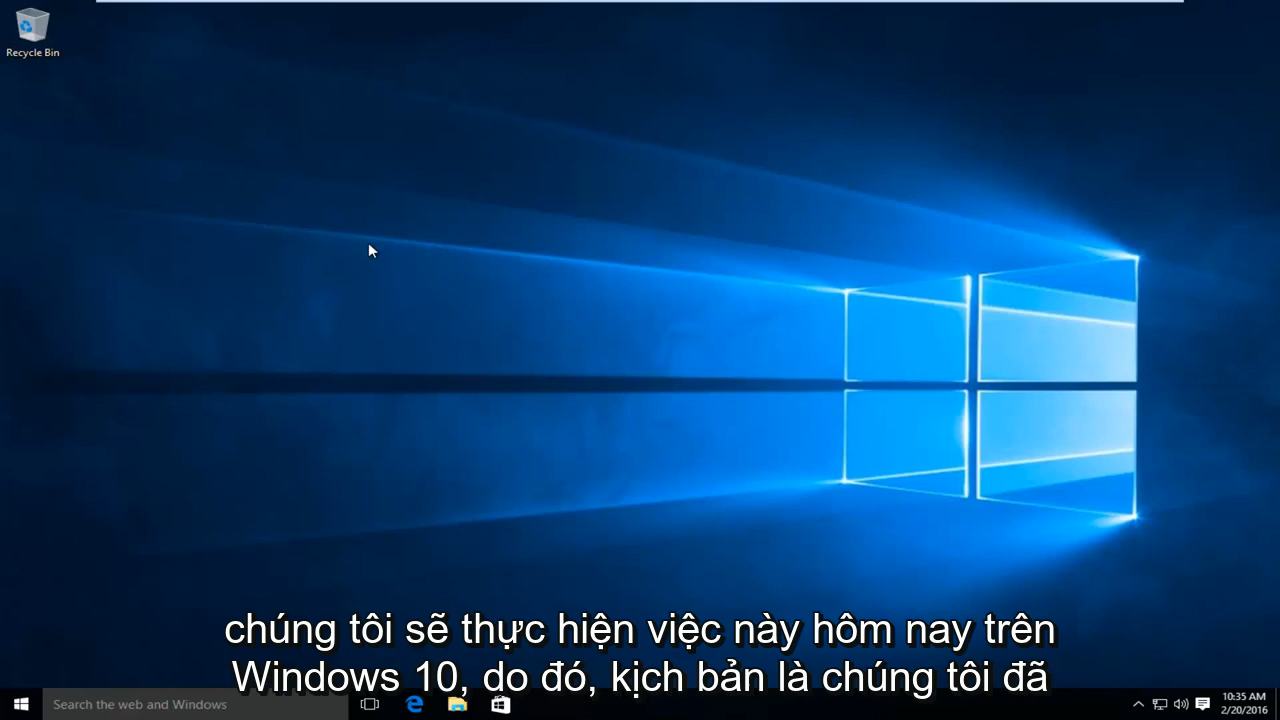 Recycle Bin
chúng tôi sẽ thực hiện việc này hôm nay trên
Windows 10, do đó, kịch bản là chúng tôi đã
Search the web and Windows
10:35 AM
2/20/2016